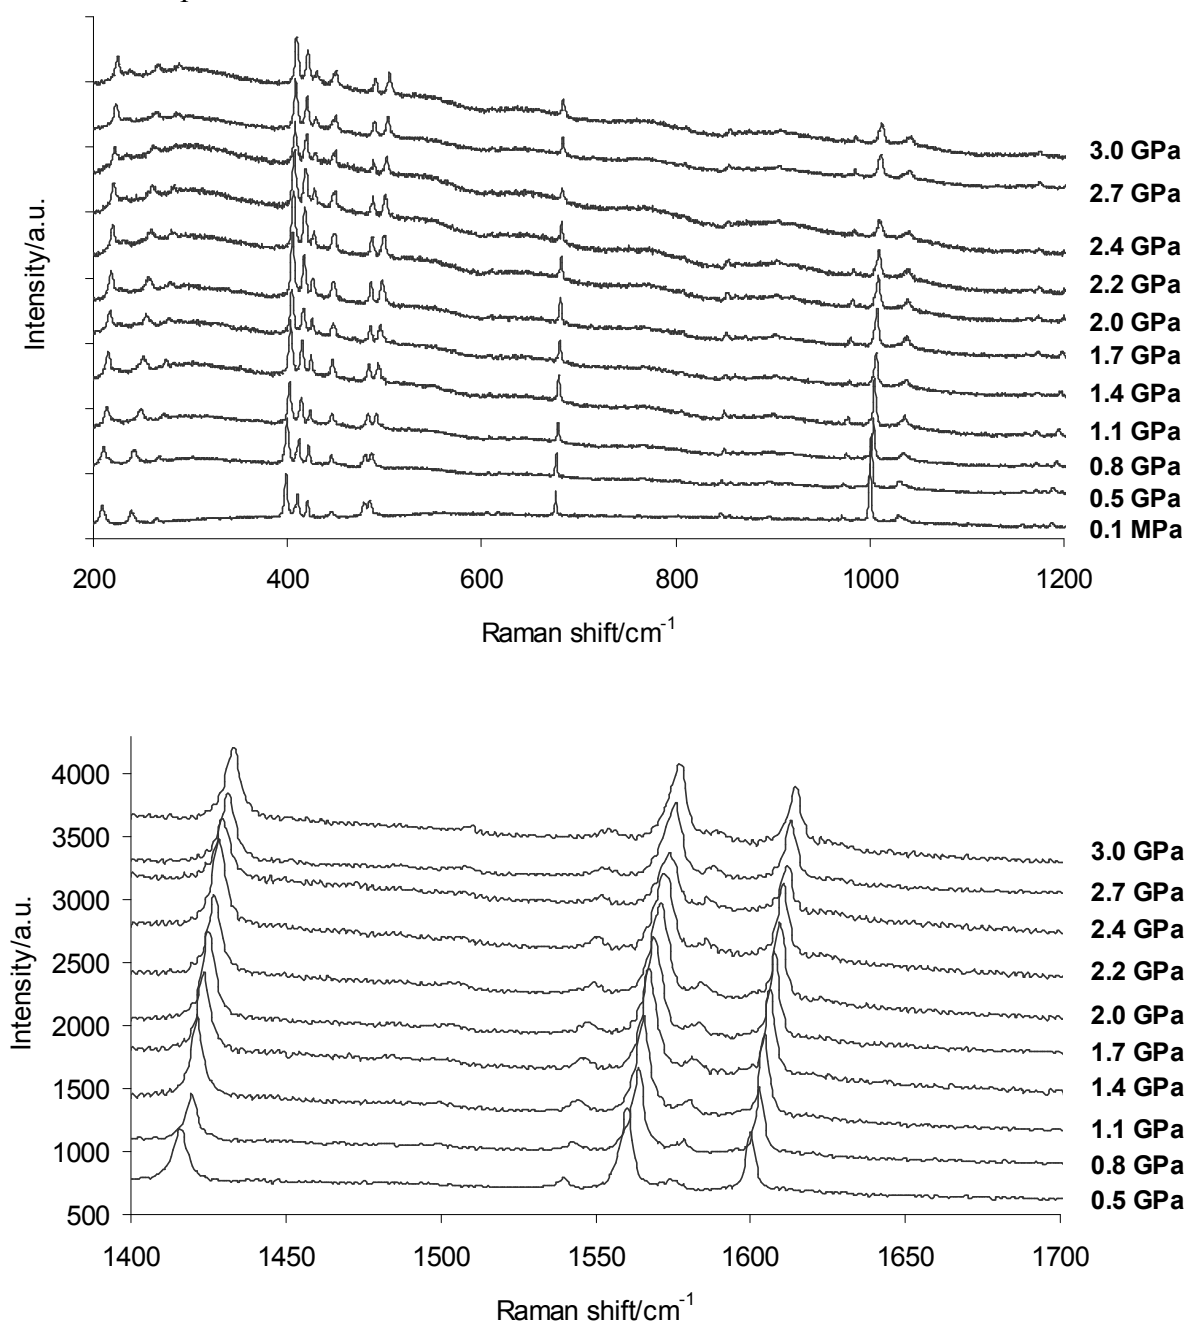 Intensity/a.u.
3.0 GPa
2.7 GPa
2.4 GPa
2.2 GPa
2.0 GPa
1.7 GPa
1.4 GPa
1.1 GPa
0.8 GPa
0.5 GPa
0.1 MPa
200 400 600 800 1000 1200
Raman shift/cm⁻¹
Intensity/a.u.
4000
3500
3000
2500
2000
1500
1000
500
3.0 GPa
2.7 GPa
2.4 GPa
2.2 GPa
2.0 GPa
1.7 GPa
1.4 GPa
1.1 GPa
0.8 GPa
0.5 GPa
1400 1450 1500 1550 1600 1650 1700
Raman shift/cm⁻¹